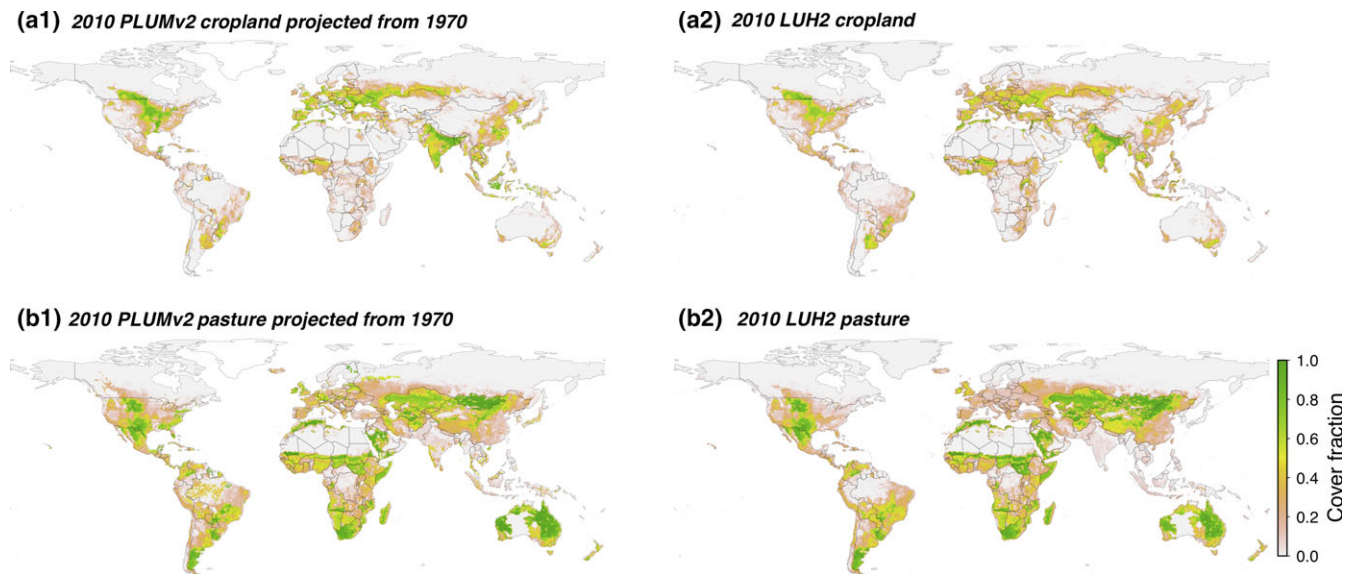 (a1) 2010 PLUMv2 cropland projected from 1970
(a2) 2010 LUH2 cropland
(b1) 2010 PLUMv2 pasture projected from 1970
(b2) 2010 LUH2 pasture
1.0
0.8
0.6
0.4
0.2
0.0
Cover fraction